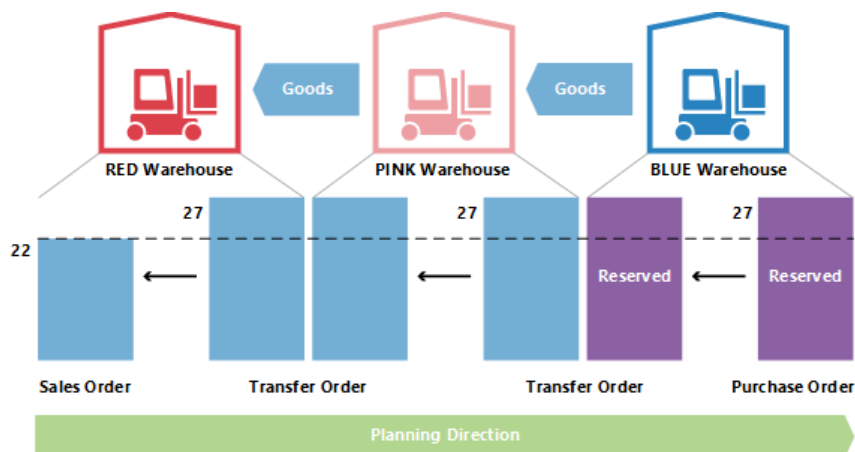 Goods
Goods
RED Warehouse
PINK Warehouse
BLUE Warehouse
27
27
27
22
Reserved
Reserved
Sales Order
Transfer Order
Transfer Order
Purchase Order
Planning Direction